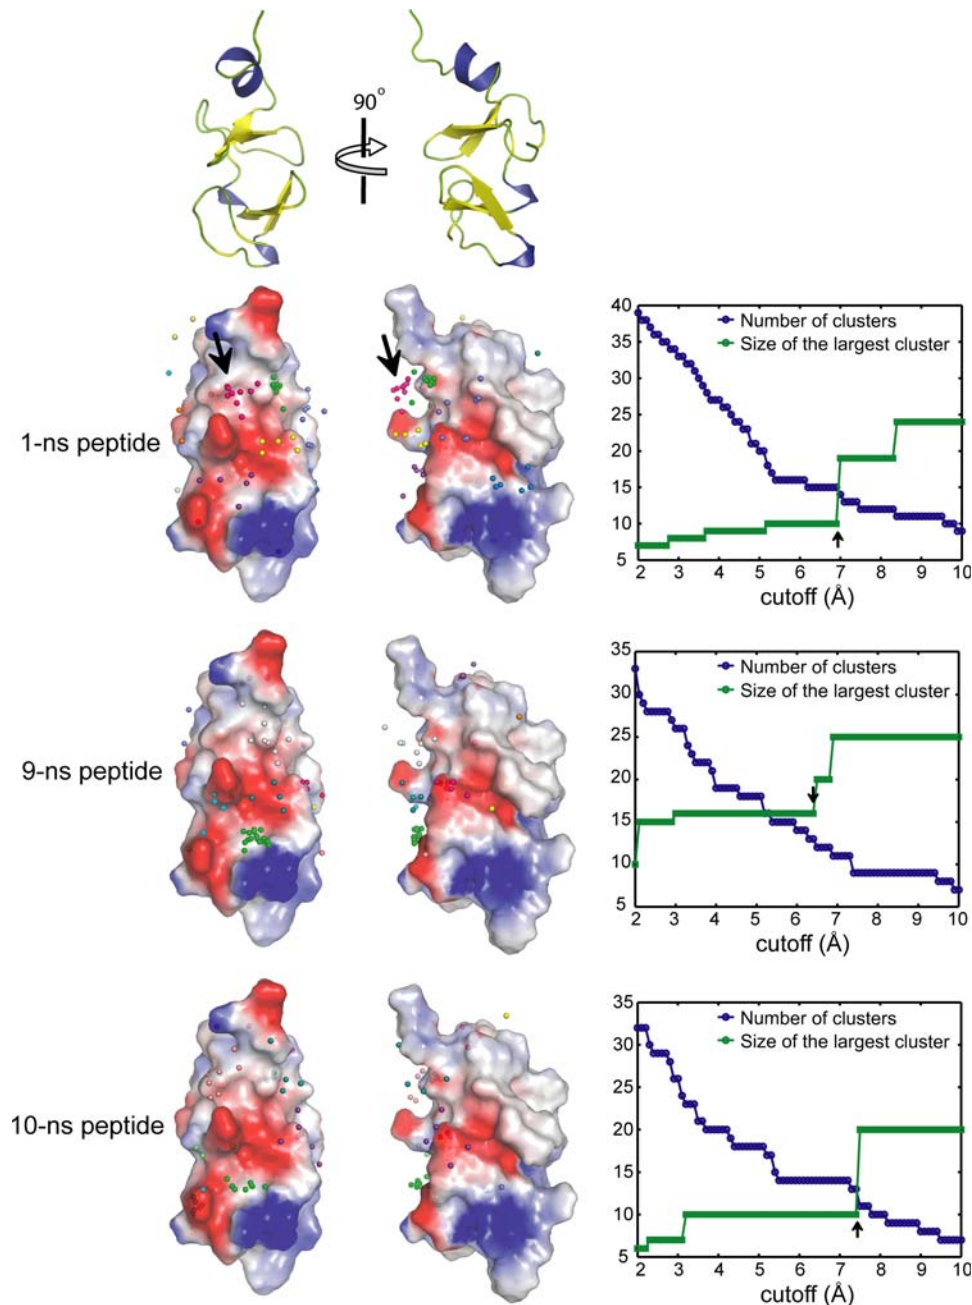 90°
1-ns peptide
40
35
30
25
20
15
10
5
Number of clusters
Size of the largest cluster
2 3 4 5 6 7 8 9 10
cutoff (Å)
9-ns peptide
35
30
25
20
15
10
5
Number of clusters
Size of the largest cluster
2 3 4 5 6 7 8 9 10
cutoff (Å)
10-ns peptide
35
30
25
20
15
10
5
Number of clusters
Size of the largest cluster
2 3 4 5 6 7 8 9 10
cutoff (Å)